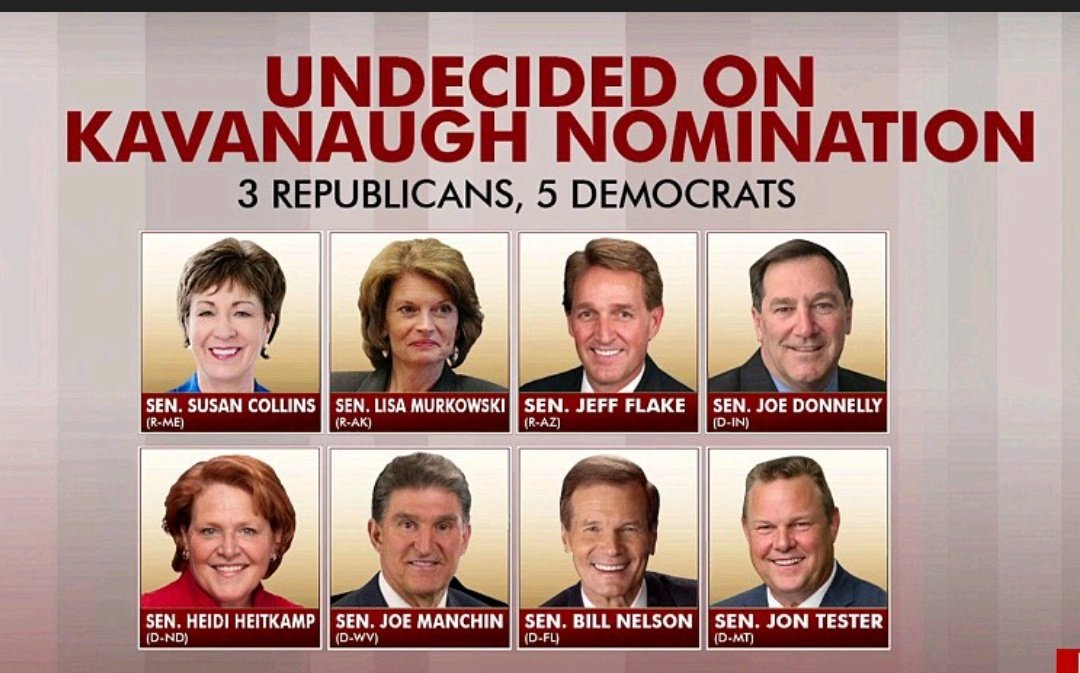 UNDECIDED ON
KAVANAUGH NOMINATION
3 REPUBLICANS, 5 DEMOCRATS
SEN. SUSAN COLLINS
(R-ME)
SEN. LISA MURKOWSKI
(R-AK)
SEN. JEFF FLAKE
(R-AZ)
SEN. JOE DONNELLY
(D-IN)
SEN. HEIDI HEITKAMP
(D-ND)
SEN. JOE MANCHIN
(D-WV)
SEN. BILL NELSON
(D-FL)
SEN. JON TESTER
(D-MT)